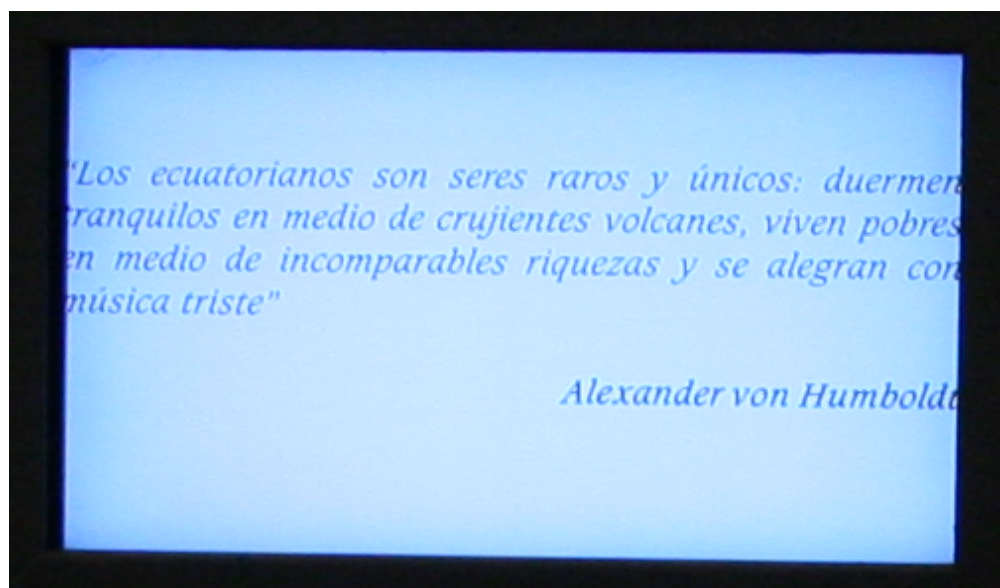 “Los ecuatorianos son seres raros y únicos: duermen
tranquilos en medio de crujientes volcanes, viven pobres
en medio de incomparables riquezas y se alegran con
música triste”
Alexander von Humboldt